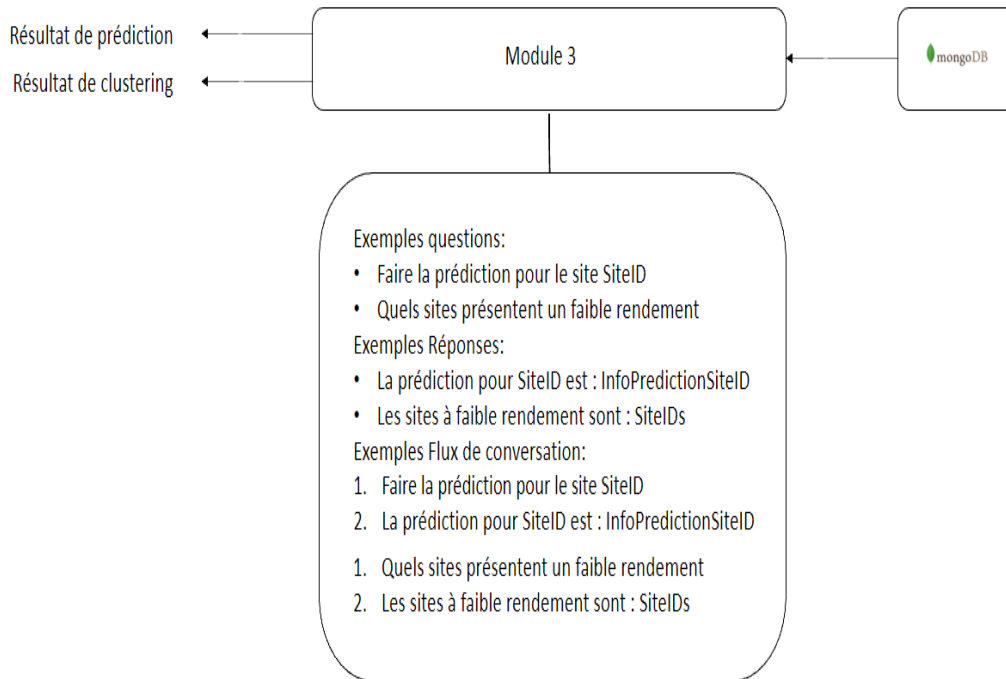 Résultat de prédiction
Résultat de clustering
Module 3
mongoDB
Exemples questions:
• Faire la prédiction pour le site SiteID
• Quels sites présentent un faible rendement
Exemples Réponses:
• La prédiction pour SiteID est : InfoPredictionSiteID
• Les sites à faible rendement sont : SiteIDs
Exemples Flux de conversation:
1. Faire la prédiction pour le site SiteID
2. La prédiction pour SiteID est : InfoPredictionSiteID
1. Quels sites présentent un faible rendement
2. Les sites à faible rendement sont : SiteIDs